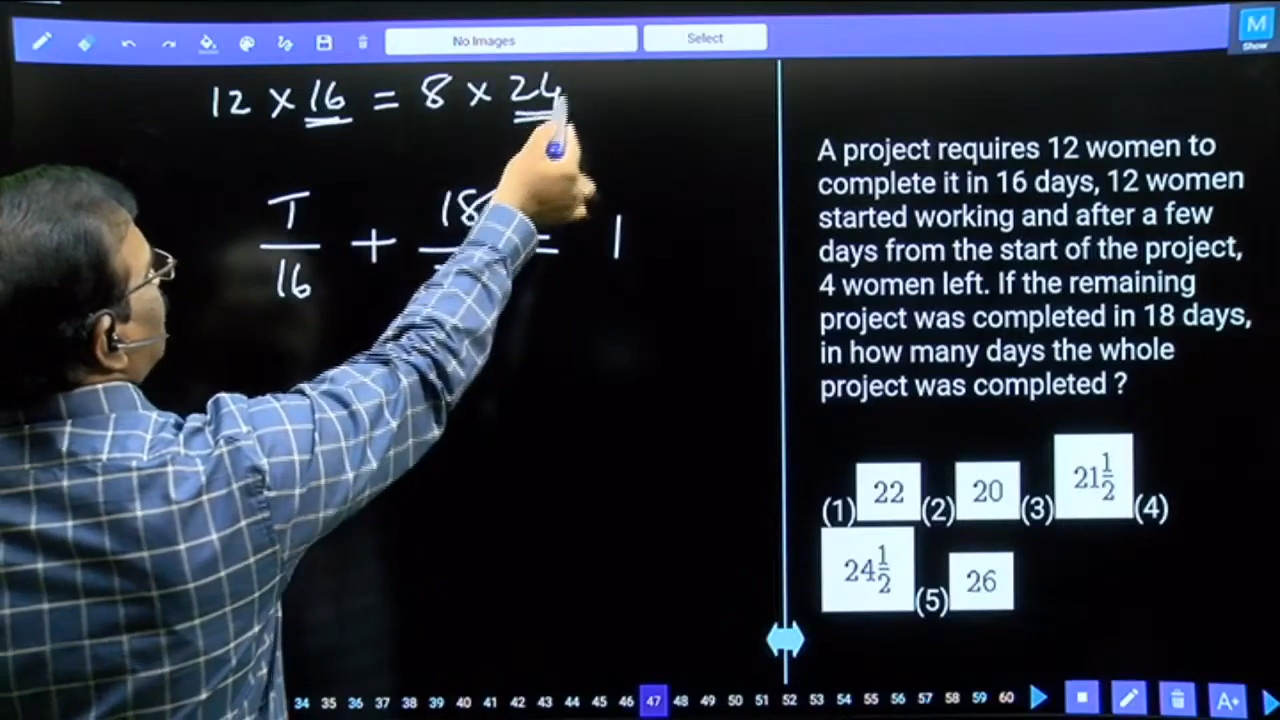 No Images
Select
M
Show
12 × 16 = 8 × 24
T/16 + 18 = 1
A project requires 12 women to
complete it in 16 days, 12 women
started working and after a few
days from the start of the project,
4 women left. If the remaining
project was completed in 18 days,
in how many days the whole
project was completed ?
(1) 22 (2) 20 (3) 21 1/2 (4)
24 1/2 (5) 26
34 35 36 37 38 39 40 41 42 43 44 45 46 47 48 49 50 51 52 53 54 55 56 57 58 59 60
A+